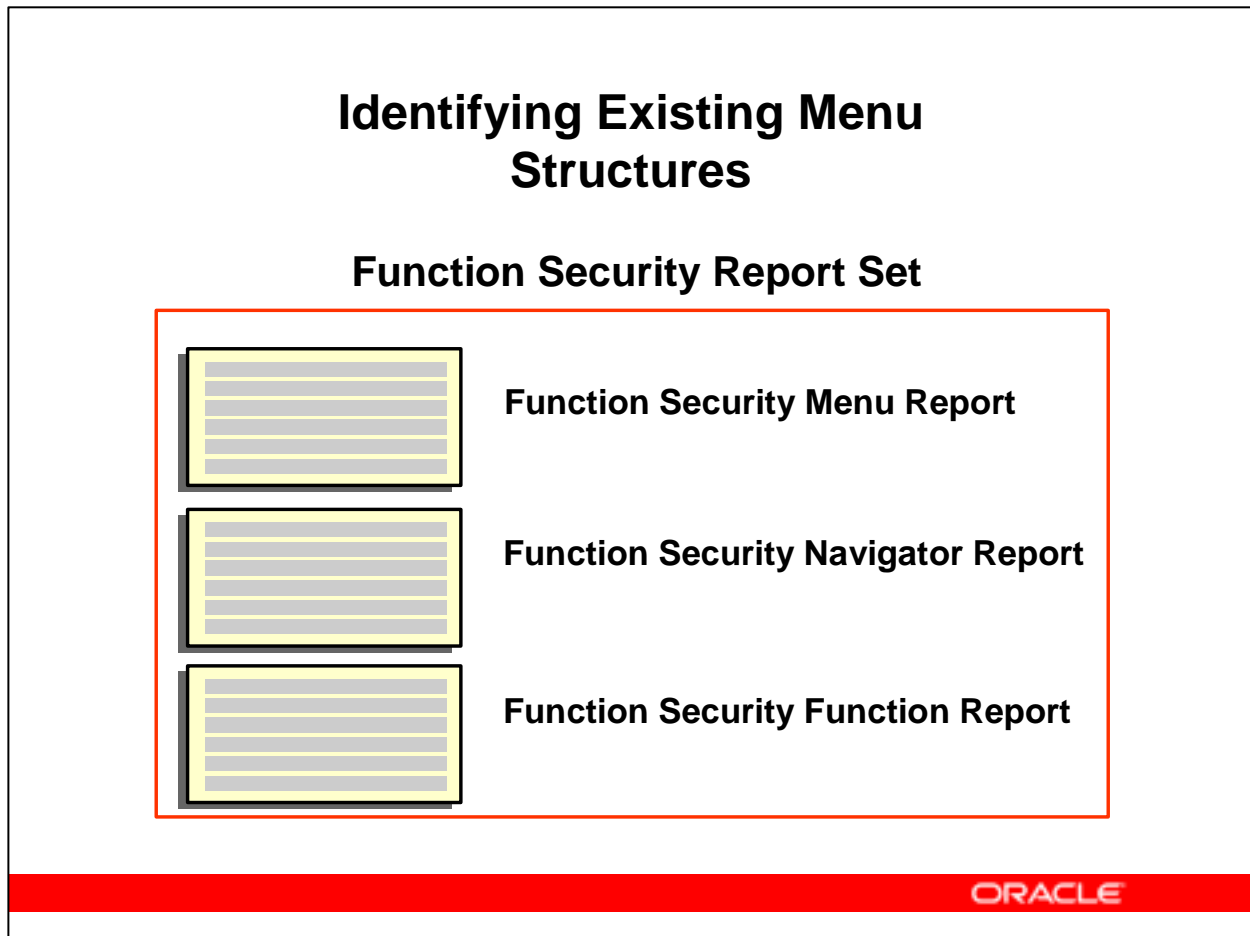 Identifying Existing Menu
Structures
Function Security Report Set
Function Security Menu Report
Function Security Navigator Report
Function Security Function Report
ORACLE